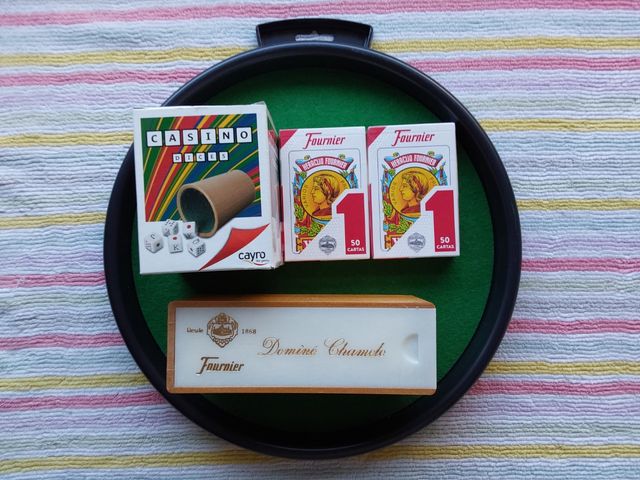 CASINO
DICES
K
cayro
Fournier
HERACLIO FOURNIER
1
50
CARTAS
Fournier
HERACLIO FOURNIER
1
50
CARTAS
Desde 1868
Fournier
Dominó Chamelo